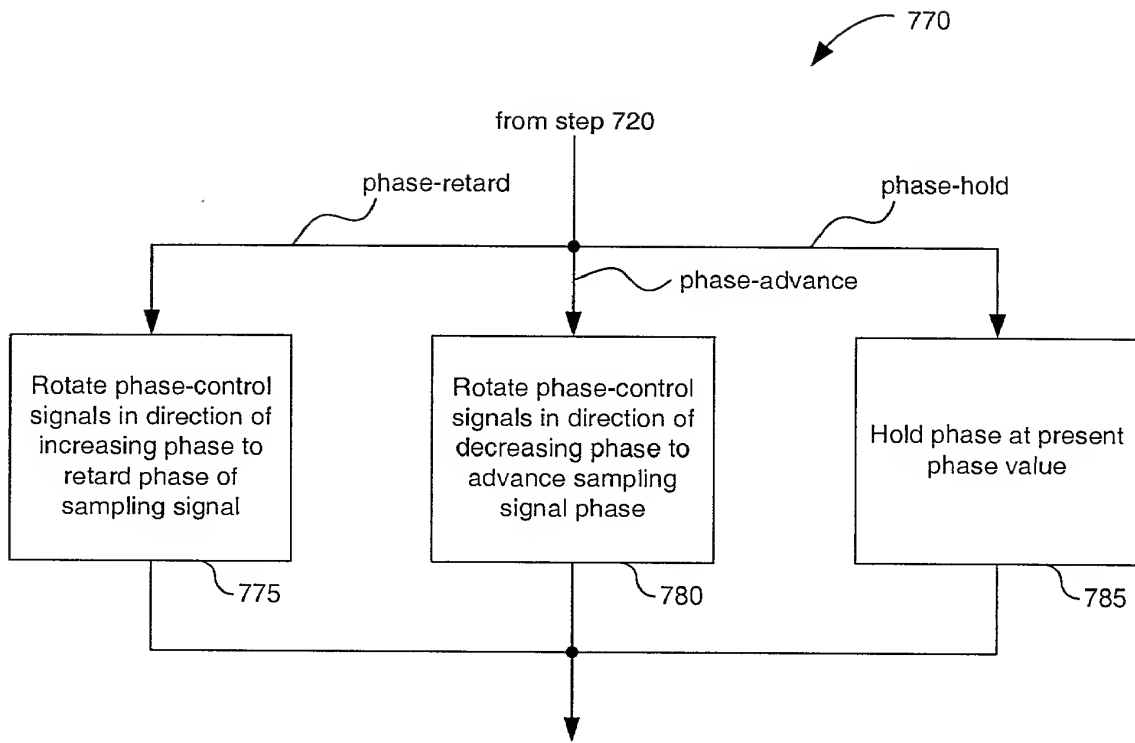 770
from step 720
phase-retard
phase-hold
phase-advance
Rotate phase-control
signals in direction of
increasing phase to
retard phase of
sampling signal
775
Rotate phase-control
signals in direction of
decreasing phase to
advance sampling
signal phase
780
Hold phase at present
phase value
785